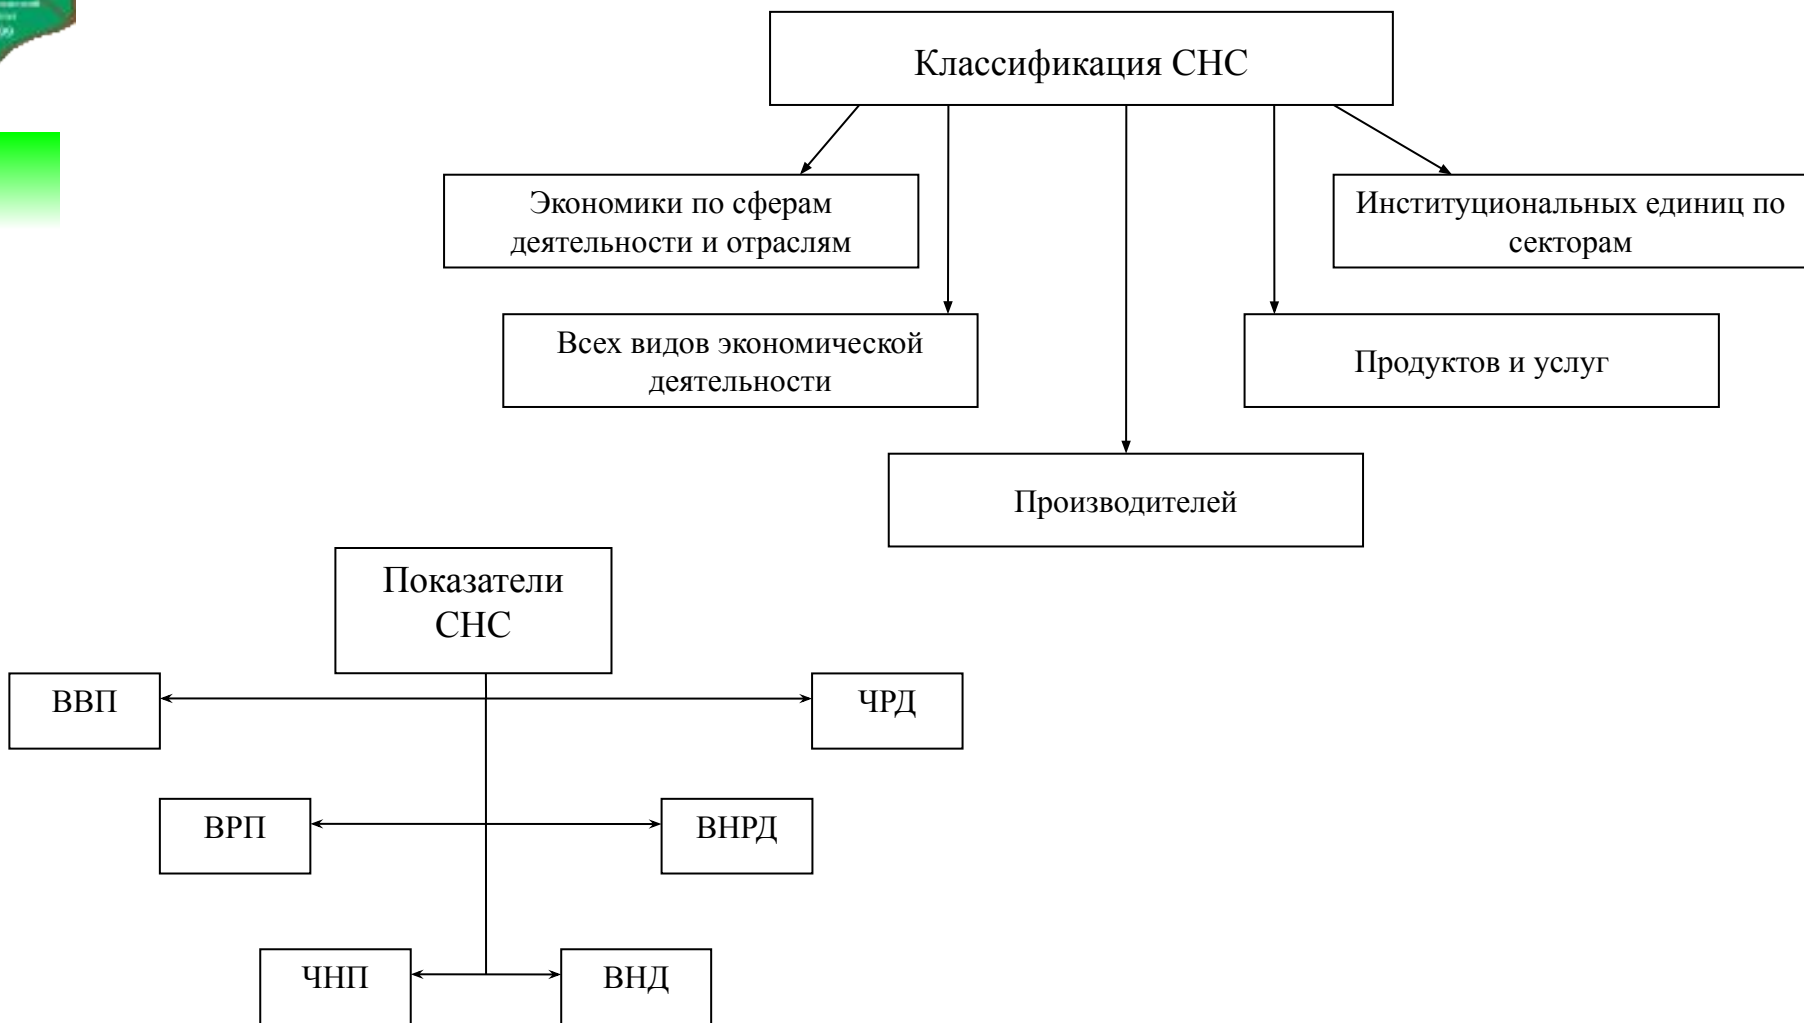 Классификация СНС
Экономики по сферам
деятельности и отраслям
Институциональных единиц по
секторам
Всех видов экономической
деятельности
Продуктов и услуг
Производителей
Показатели
СНС
ВВП
ЧРД
ВРП
ВНРД
ЧНП
ВНД